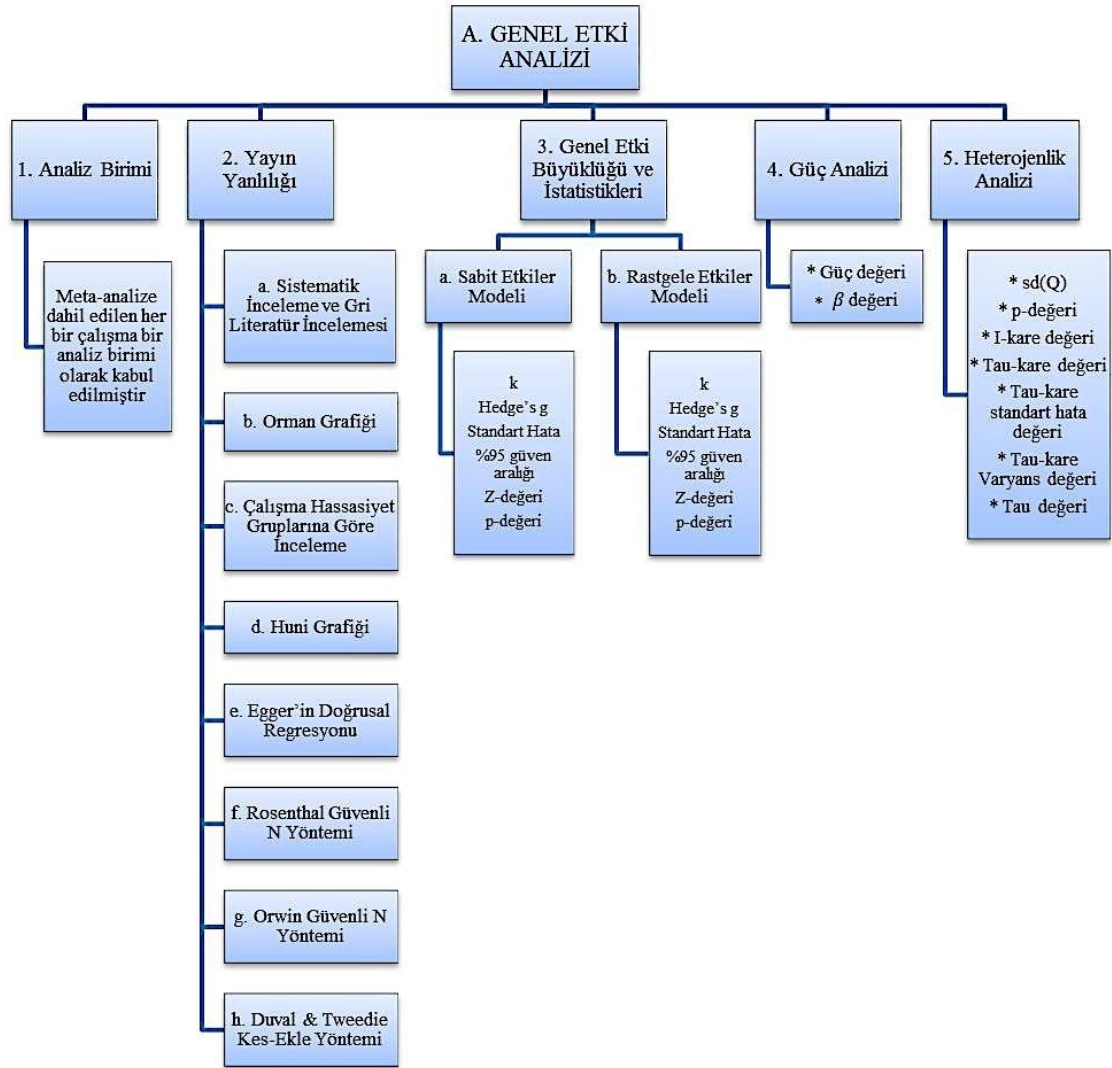 A. GENEL ETKİ
ANALİZİ
1. Analiz Birimi
Meta-analize
dahil edilen her
bir çalışma bir
analiz birimi
olarak kabul
edilmiştir
2. Yayın
Yanlılığı
a. Sistematik
İnceleme ve Gri
Literatür İncelemesi
b. Orman Grafiği
c. Çalışma Hassasiyet
Gruplarına Göre
İnceleme
d. Huni Grafiği
e. Egger'in Doğrusal
Regresyonu
f. Rosenthal Güvenli
N Yöntemi
g. Orwin Güvenli N
Yöntemi
h. Duval & Tweedie
Kes-Ekle Yöntemi
3. Genel Etki
Büyüklüğü ve
İstatistikleri
a. Sabit Etkiler
Modeli
k
Hedge's g
Standart Hata
%95 güven
aralığı
Z-değeri
p-değeri
b. Rastgele Etkiler
Modeli
k
Hedge's g
Standart Hata
%95 güven
aralığı
Z-değeri
p-değeri
4. Güç Analizi
* Güç değeri
* β değeri
5. Heterojenlik
Analizi
* sd(Q)
* p-değeri
* I-kare değeri
* Tau-kare değeri
* Tau-kare
standart hata
değeri
* Tau-kare
Varyans değeri
* Tau değeri